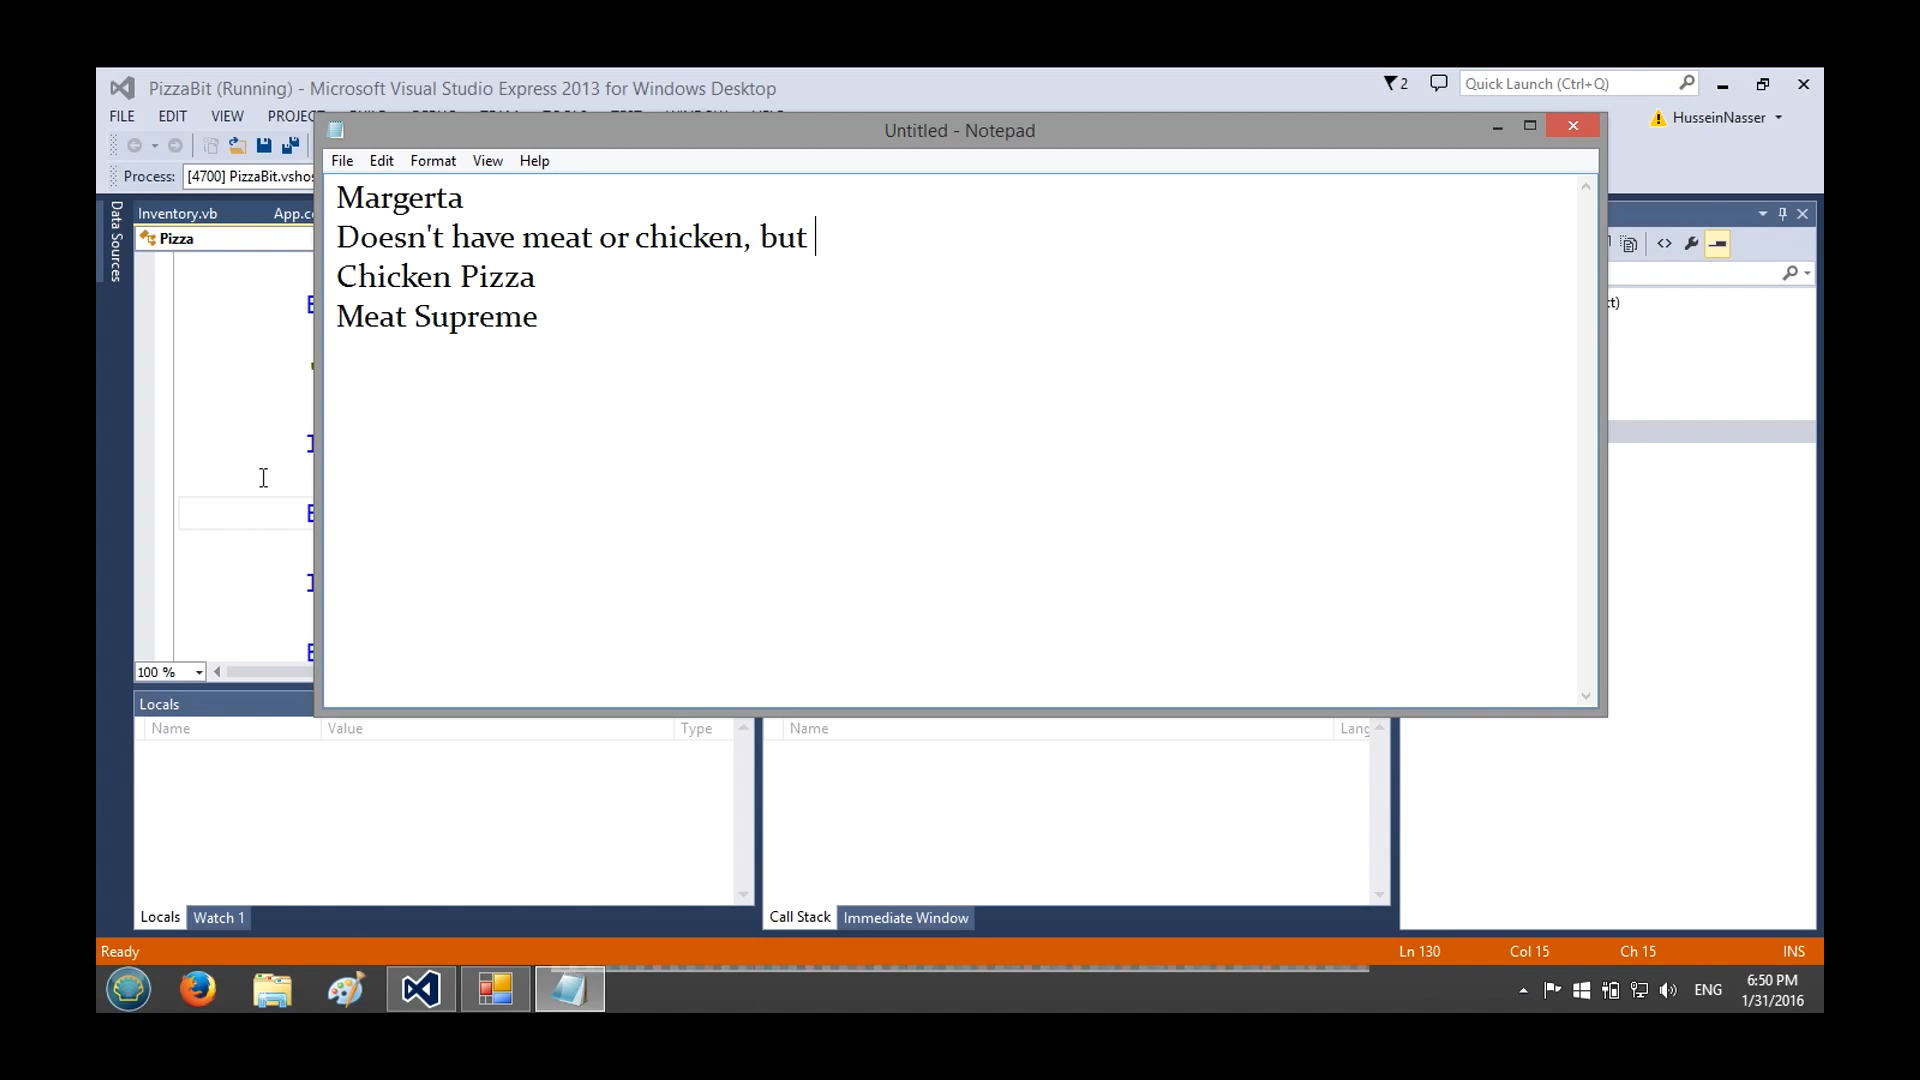 PizzaBit (Running) - Microsoft Visual Studio Express 2013 for Windows Desktop
2
Quick Launch (Ctrl+Q)
FILE EDIT VIEW
HusseinNasser
Untitled - Notepad
File Edit Format View Help
Process: [4700]
Margerta
Doesn't have meat or chicken, but
Chicken Pizza
Meat Supreme
Data Sources
Inventory.vb
Pizza
100 %
Locals
Name Value Type
Name
Locals Watch 1
Call Stack Immediate Window
Ready
Ln 130 Col 15 Ch 15 INS
ENG
6:50 PM
1/31/2016